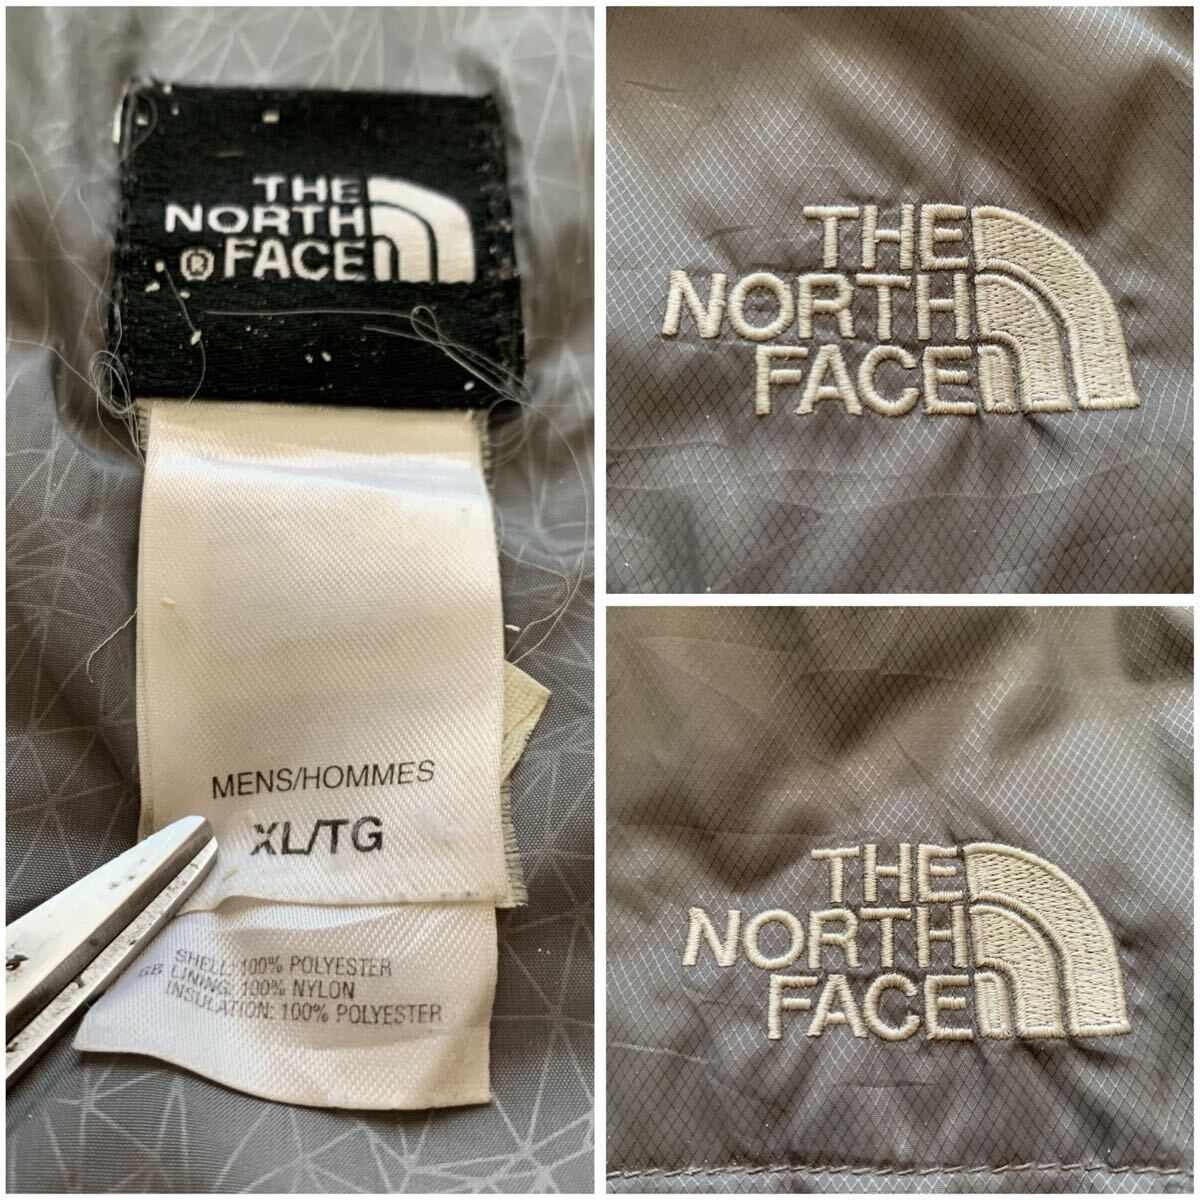 THE
NORTH
® FACE
MENS/HOMMES
XL/TG
SHELL: 100% POLYESTER
GB LINING: 100% NYLON
INSULATION: 100% POLYESTER
THE
NORTH
FACE
THE
NORTH
FACE